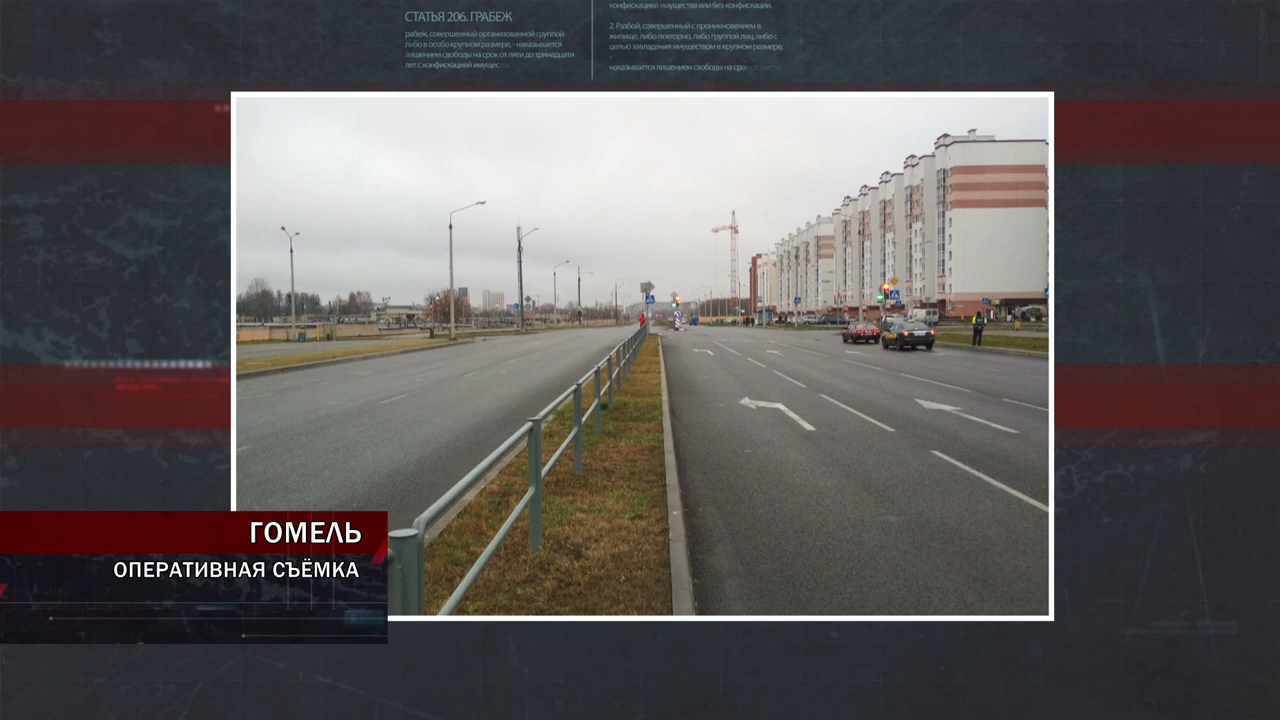 СТАТЬЯ 206. ГРАБЕЖ
рабеж, совершенный организованной группой
либо в особо крупном размере, - наказывается
лишением свободы на срок от пяти до тринадцати
лет с конфискацией имущес
конфискацией имущества или без конфискации.
2. Разбой, совершенный с проникновением в
жилище, либо повторно, либо группой лиц, либо с
целью завладения имуществом в крупном размере,
-
наказывается лишением свободы на сро
ГОМЕЛЬ
ОПЕРАТИВНАЯ СЪЁМКА